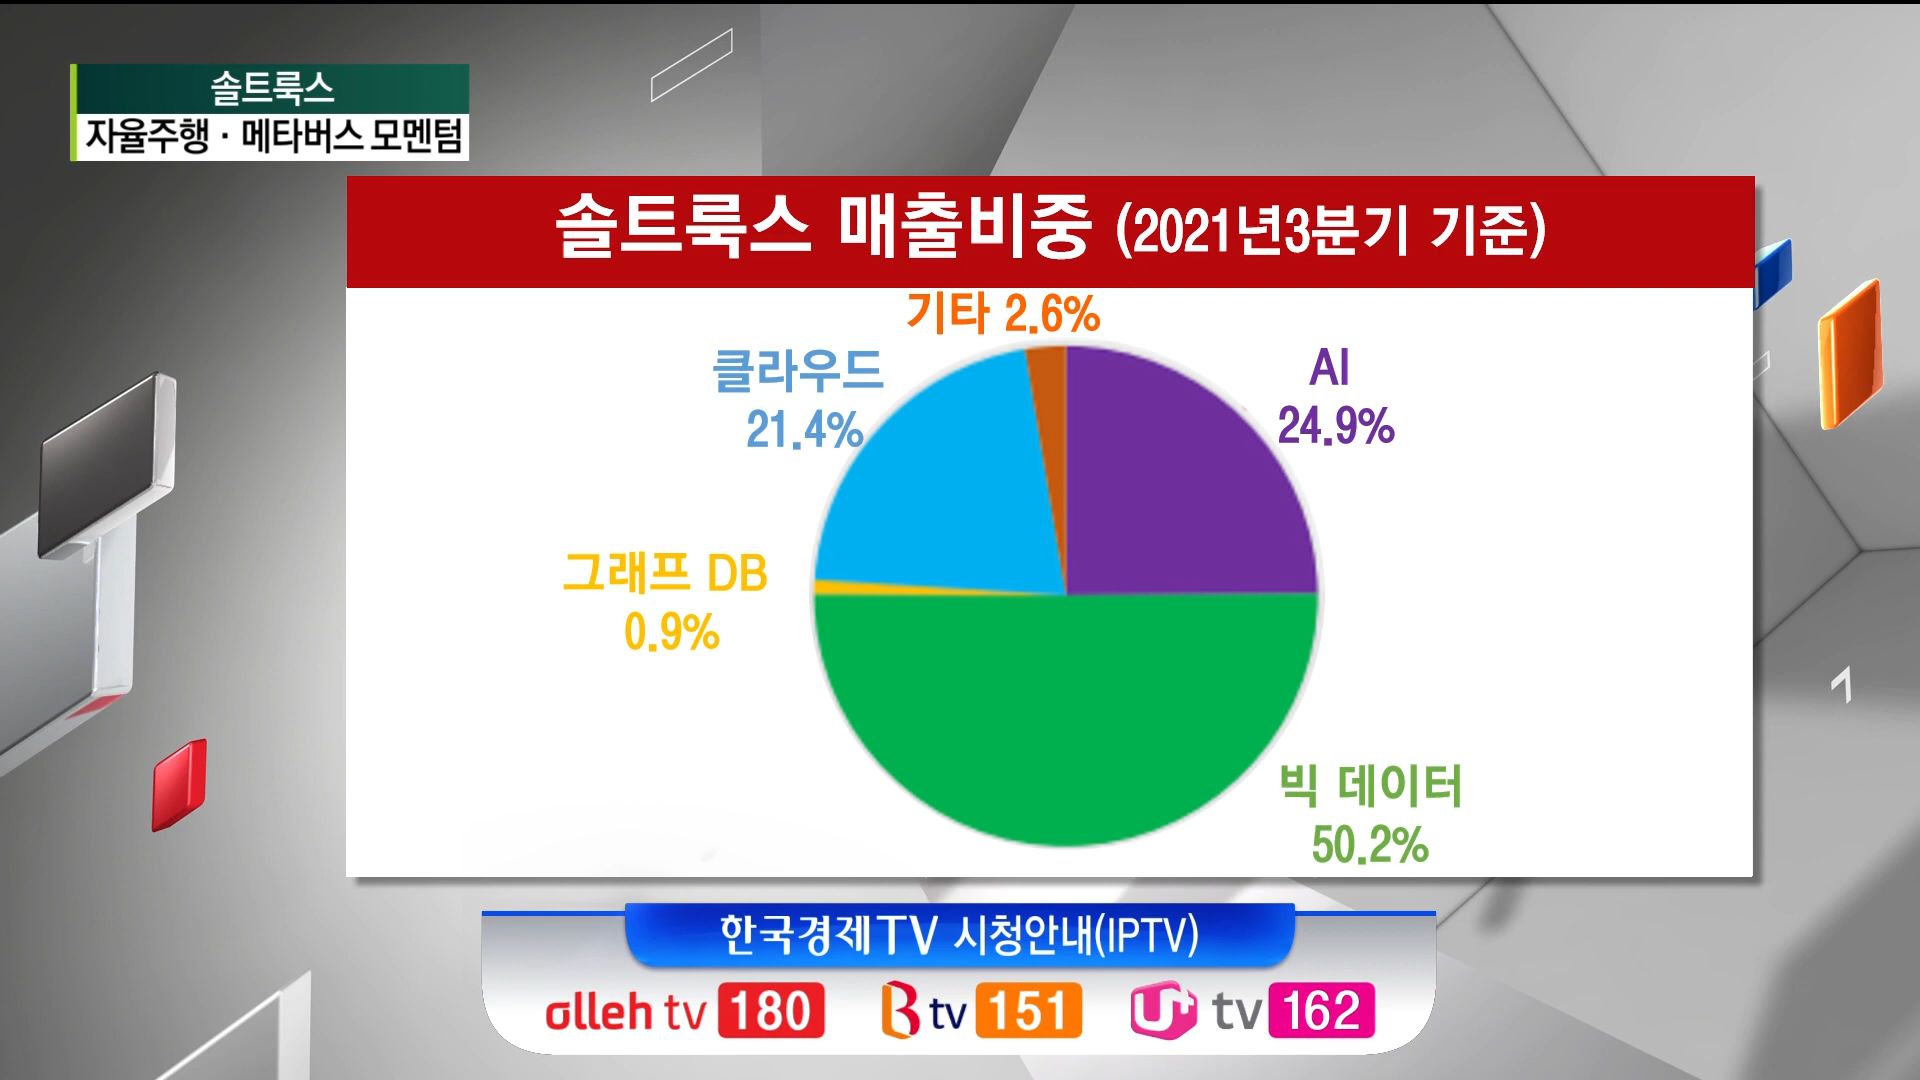 솔트룩스
자율주행 · 메타버스 모멘텀
솔트룩스 매출비중 (2021년3분기 기준)
기타 2.6%
클라우드
21.4%
AI
24.9%
그래프 DB
0.9%
빅 데이터
50.2%
한국경제TV 시청안내(IPTV)
olleh tv 180
B tv 151
U+ tv 162